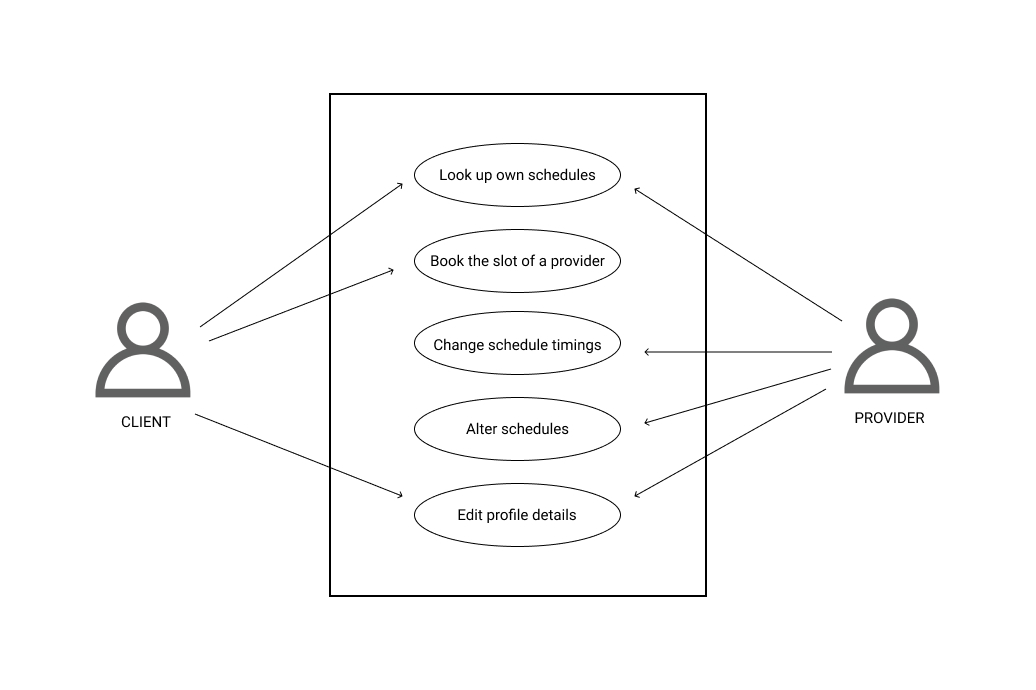 Look up own schedules
Book the slot of a provider
Change schedule timings
Alter schedules
Edit profile details
CLIENT
PROVIDER